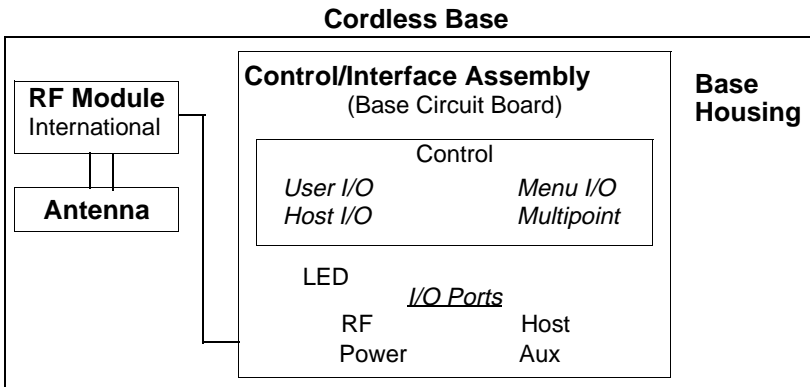 Cordless Base
RF Module
International
Antenna
Control/Interface Assembly
(Base Circuit Board)
Control
User I/O Menu I/O
Host I/O Multipoint
LED
I/O Ports
RF Host
Power Aux
Base
Housing